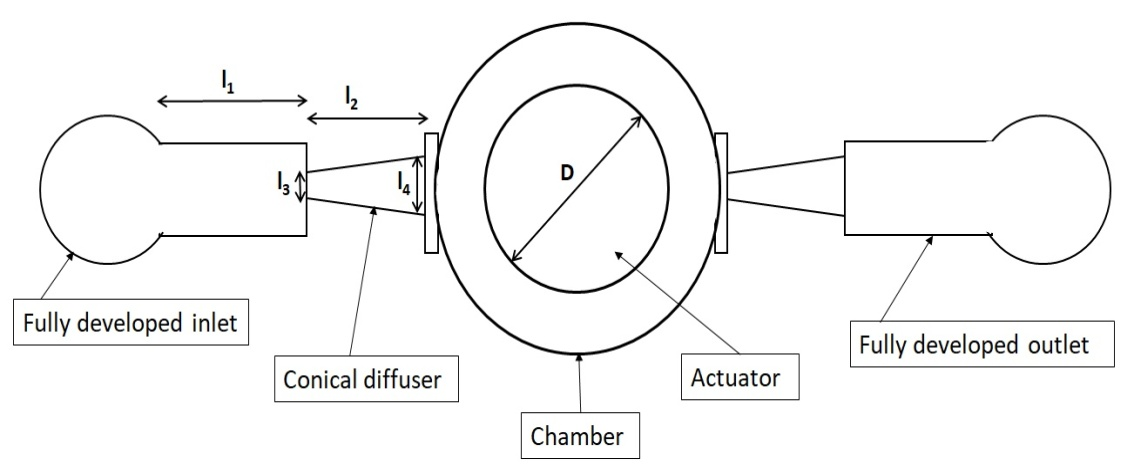 l1
l2
l3
l4
D
Fully developed inlet
Conical diffuser
Chamber
Actuator
Fully developed outlet